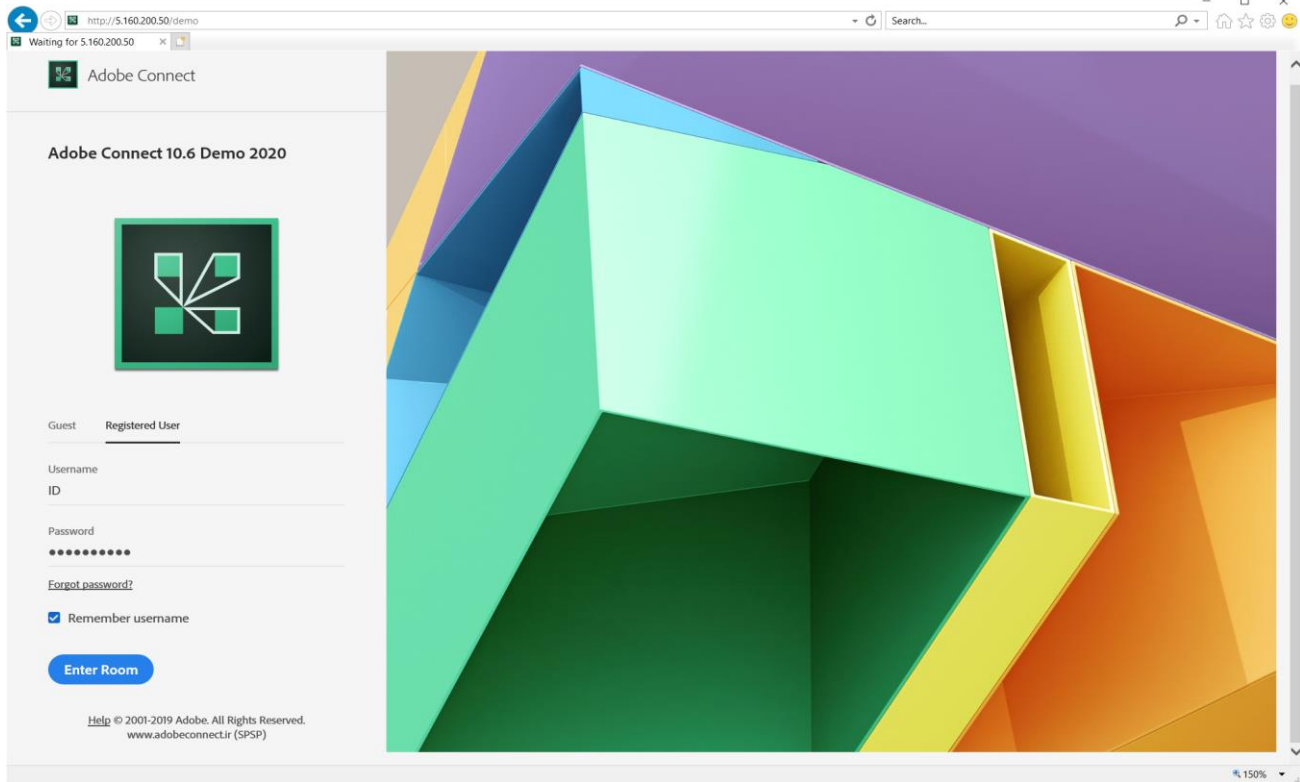 http://5.160.200.50/demo
Search...
Waiting for 5.160.200.50
Adobe Connect
Adobe Connect 10.6 Demo 2020
Guest Registered User
Username
ID
Password
Forgot password?
Remember username
Enter Room
Help © 2001-2019 Adobe. All Rights Reserved.
www.adobeconnect.ir (SPSP)
150%